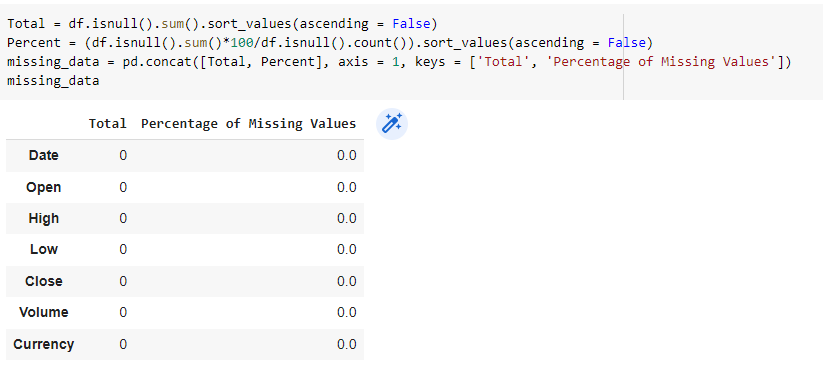 Total = df.isnull().sum().sort_values(ascending = False)
Percent = (df.isnull().sum()*100/df.isnull().count()).sort_values(ascending = False)
missing_data = pd.concat([Total, Percent], axis = 1, keys = ['Total', 'Percentage of Missing Values'])
missing_data
Total Percentage of Missing Values
Date 0 0.0
Open 0 0.0
High 0 0.0
Low 0 0.0
Close 0 0.0
Volume 0 0.0
Currency 0 0.0